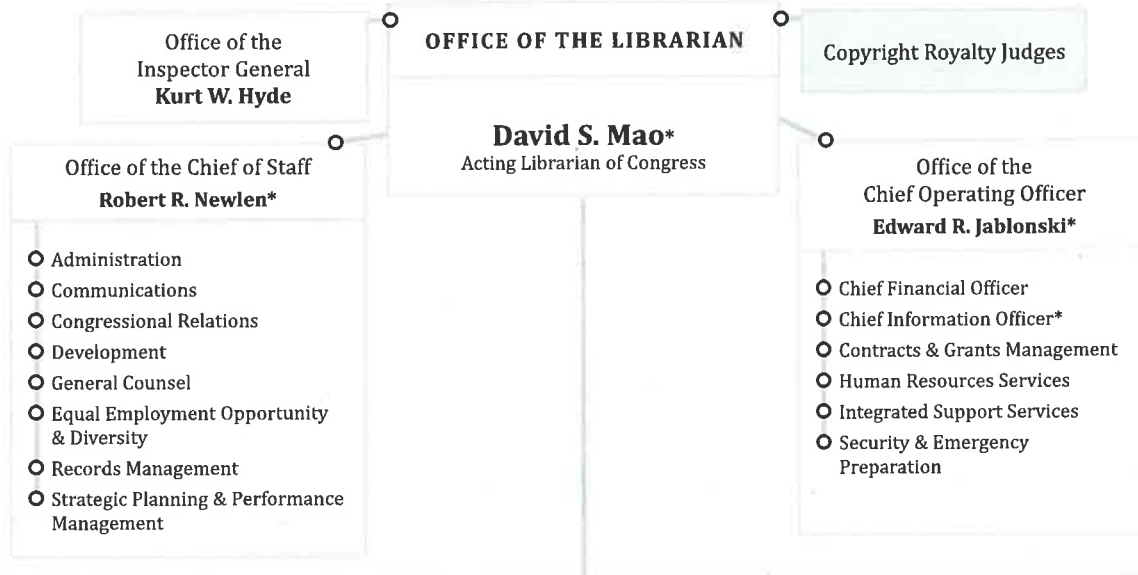 Office of the
Inspector General
Kurt W. Hyde
OFFICE OF THE LIBRARIAN
David S. Mao*
Acting Librarian of Congress
Copyright Royalty Judges
Office of the Chief of Staff
Robert R. Newlen*
Administration
Communications
Congressional Relations
Development
General Counsel
Equal Employment Opportunity
& Diversity
Records Management
Strategic Planning & Performance
Management
Office of the
Chief Operating Officer
Edward R. Jablonski*
Chief Financial Officer
Chief Information Officer*
Contracts & Grants Management
Human Resources Services
Integrated Support Services
Security & Emergency
Preparation